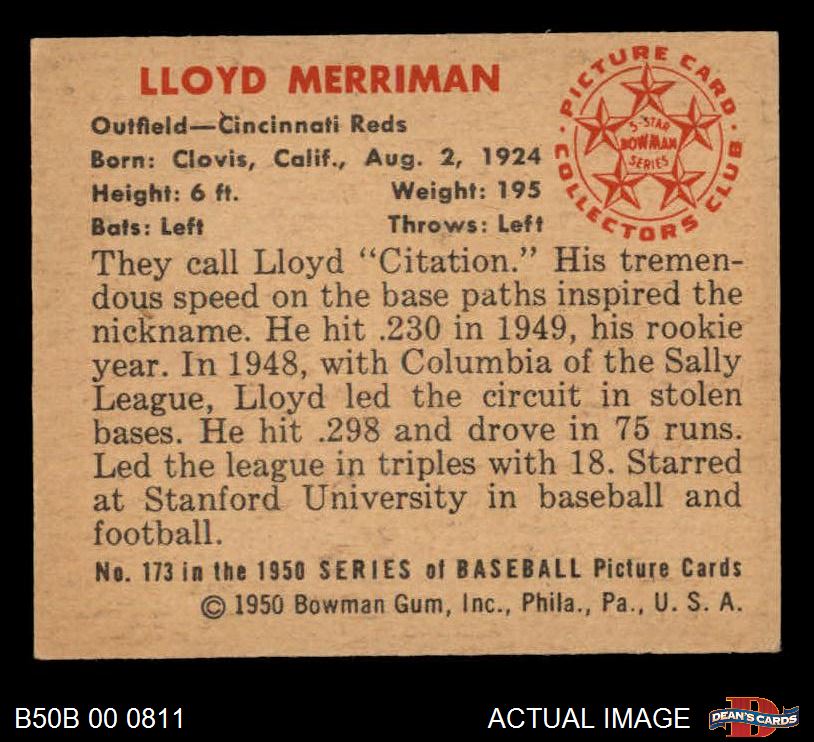 LLOYD MERRIMAN
Outfield—Cincinnati Reds
Born: Clovis, Calif., Aug. 2, 1924
Height: 6 ft. Weight: 195
Bats: Left Throws: Left
PICTURE CARD
COLLECTORS CLUB
5-STAR
BOWMAN
SERIES
They call Lloyd "Citation." His tremen-
dous speed on the base paths inspired the
nickname. He hit .230 in 1949, his rookie
year. In 1948, with Columbia of the Sally
League, Lloyd led the circuit in stolen
bases. He hit .298 and drove in 75 runs.
Led the league in triples with 18. Starred
at Stanford University in baseball and
football.
No. 173 in the 1950 SERIES of BASEBALL Picture Cards
© 1950 Bowman Gum, Inc., Phila., Pa., U. S. A.
B50B 00 0811
ACTUAL IMAGE
D
DEAN'S CARDS